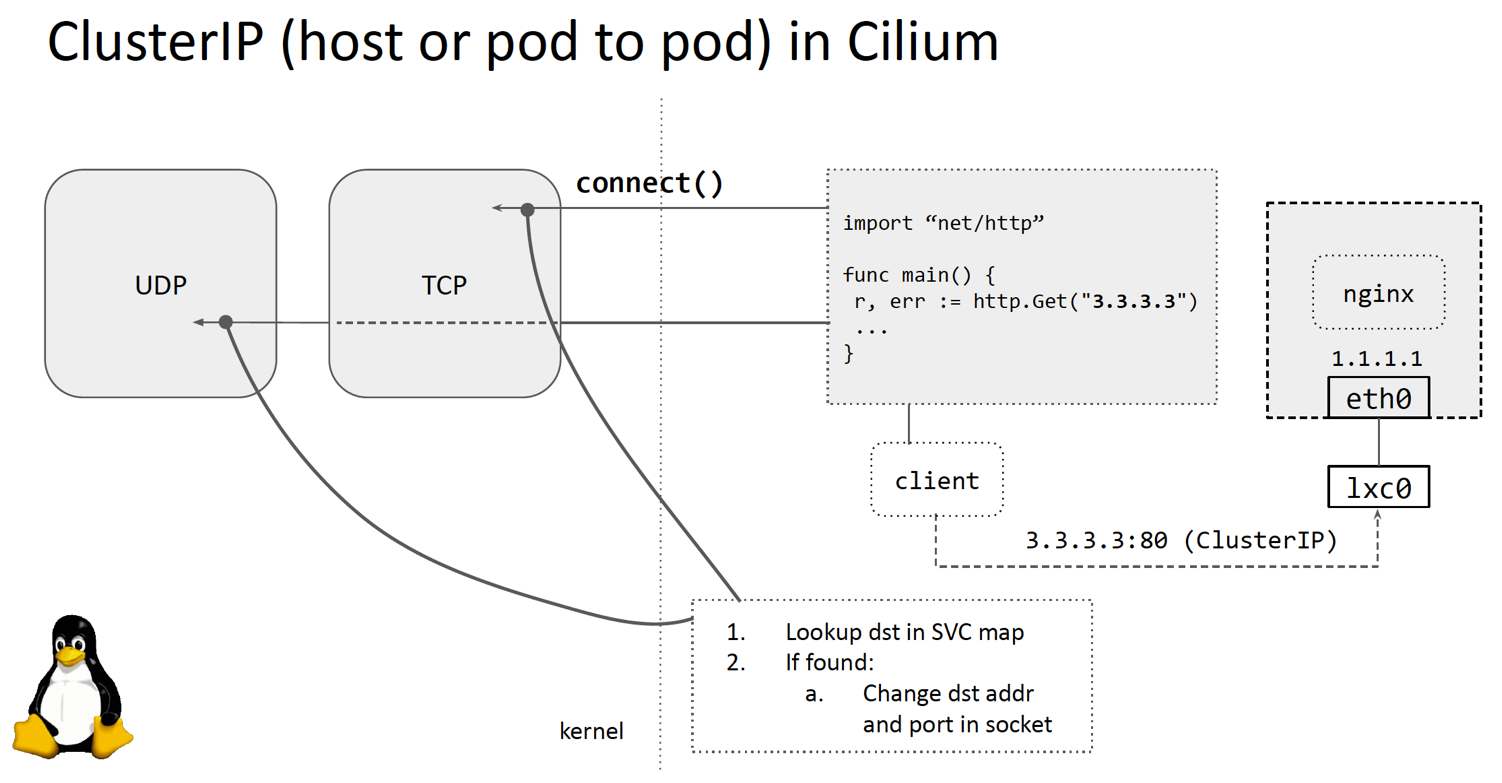 ClusterIP (host or pod to pod) in Cilium
connect()
UDP
TCP
import “net/http”
func main() {
r, err := http.Get("3.3.3.3")
...
}
nginx
1.1.1.1
eth0
lxc0
client
3.3.3.3:80 (ClusterIP)
1. Lookup dst in SVC map
2. If found:
a. Change dst addr
and port in socket
kernel